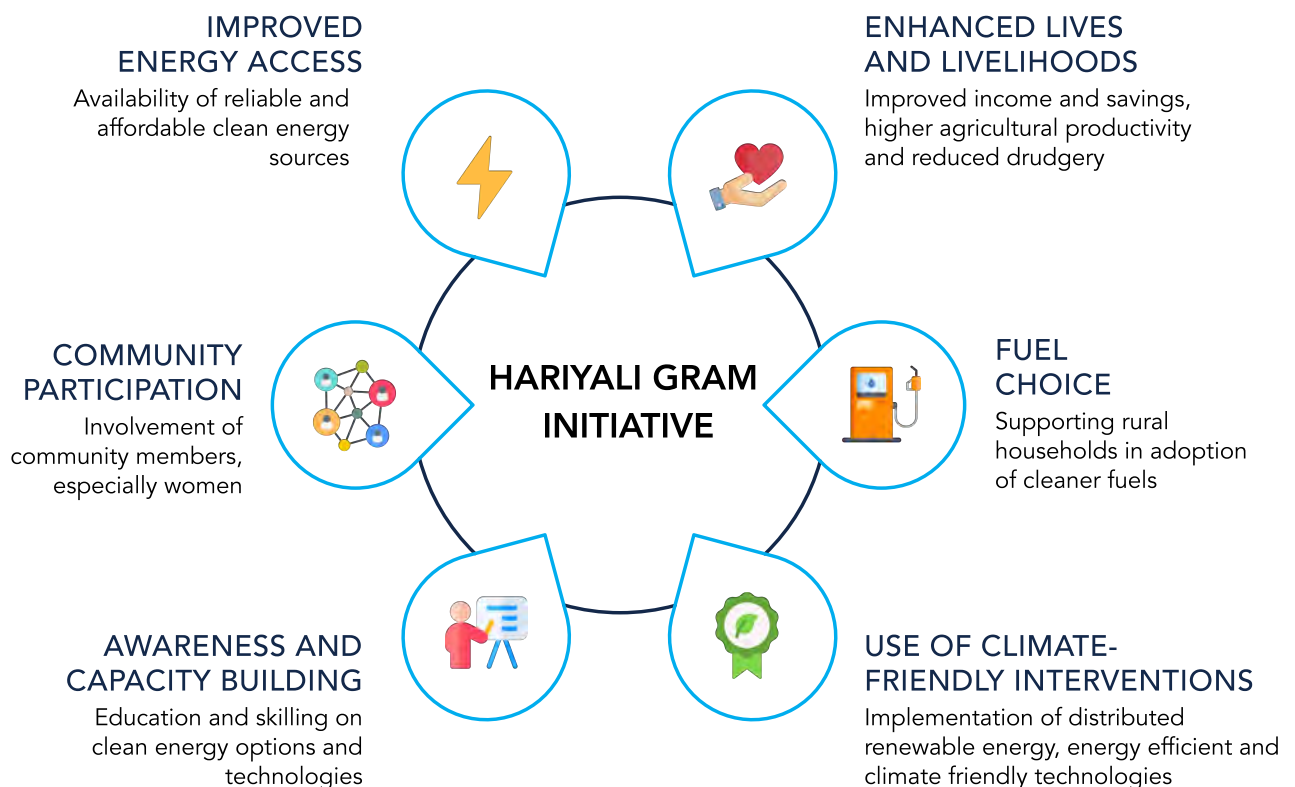 IMPROVED
ENERGY ACCESS
Availability of reliable and
affordable clean energy
sources
ENHANCED LIVES
AND LIVELIHOODS
Improved income and savings,
higher agricultural productivity
and reduced drudgery
COMMUNITY
PARTICIPATION
Involvement of
community members,
especially women
HARIYALI GRAM
INITIATIVE
FUEL
CHOICE
Supporting rural
households in adoption
of cleaner fuels
AWARENESS AND
CAPACITY BUILDING
Education and skilling on
clean energy options and
technologies
USE OF CLIMATE-
FRIENDLY INTERVENTIONS
Implementation of distributed
renewable energy, energy efficient and
climate friendly technologies